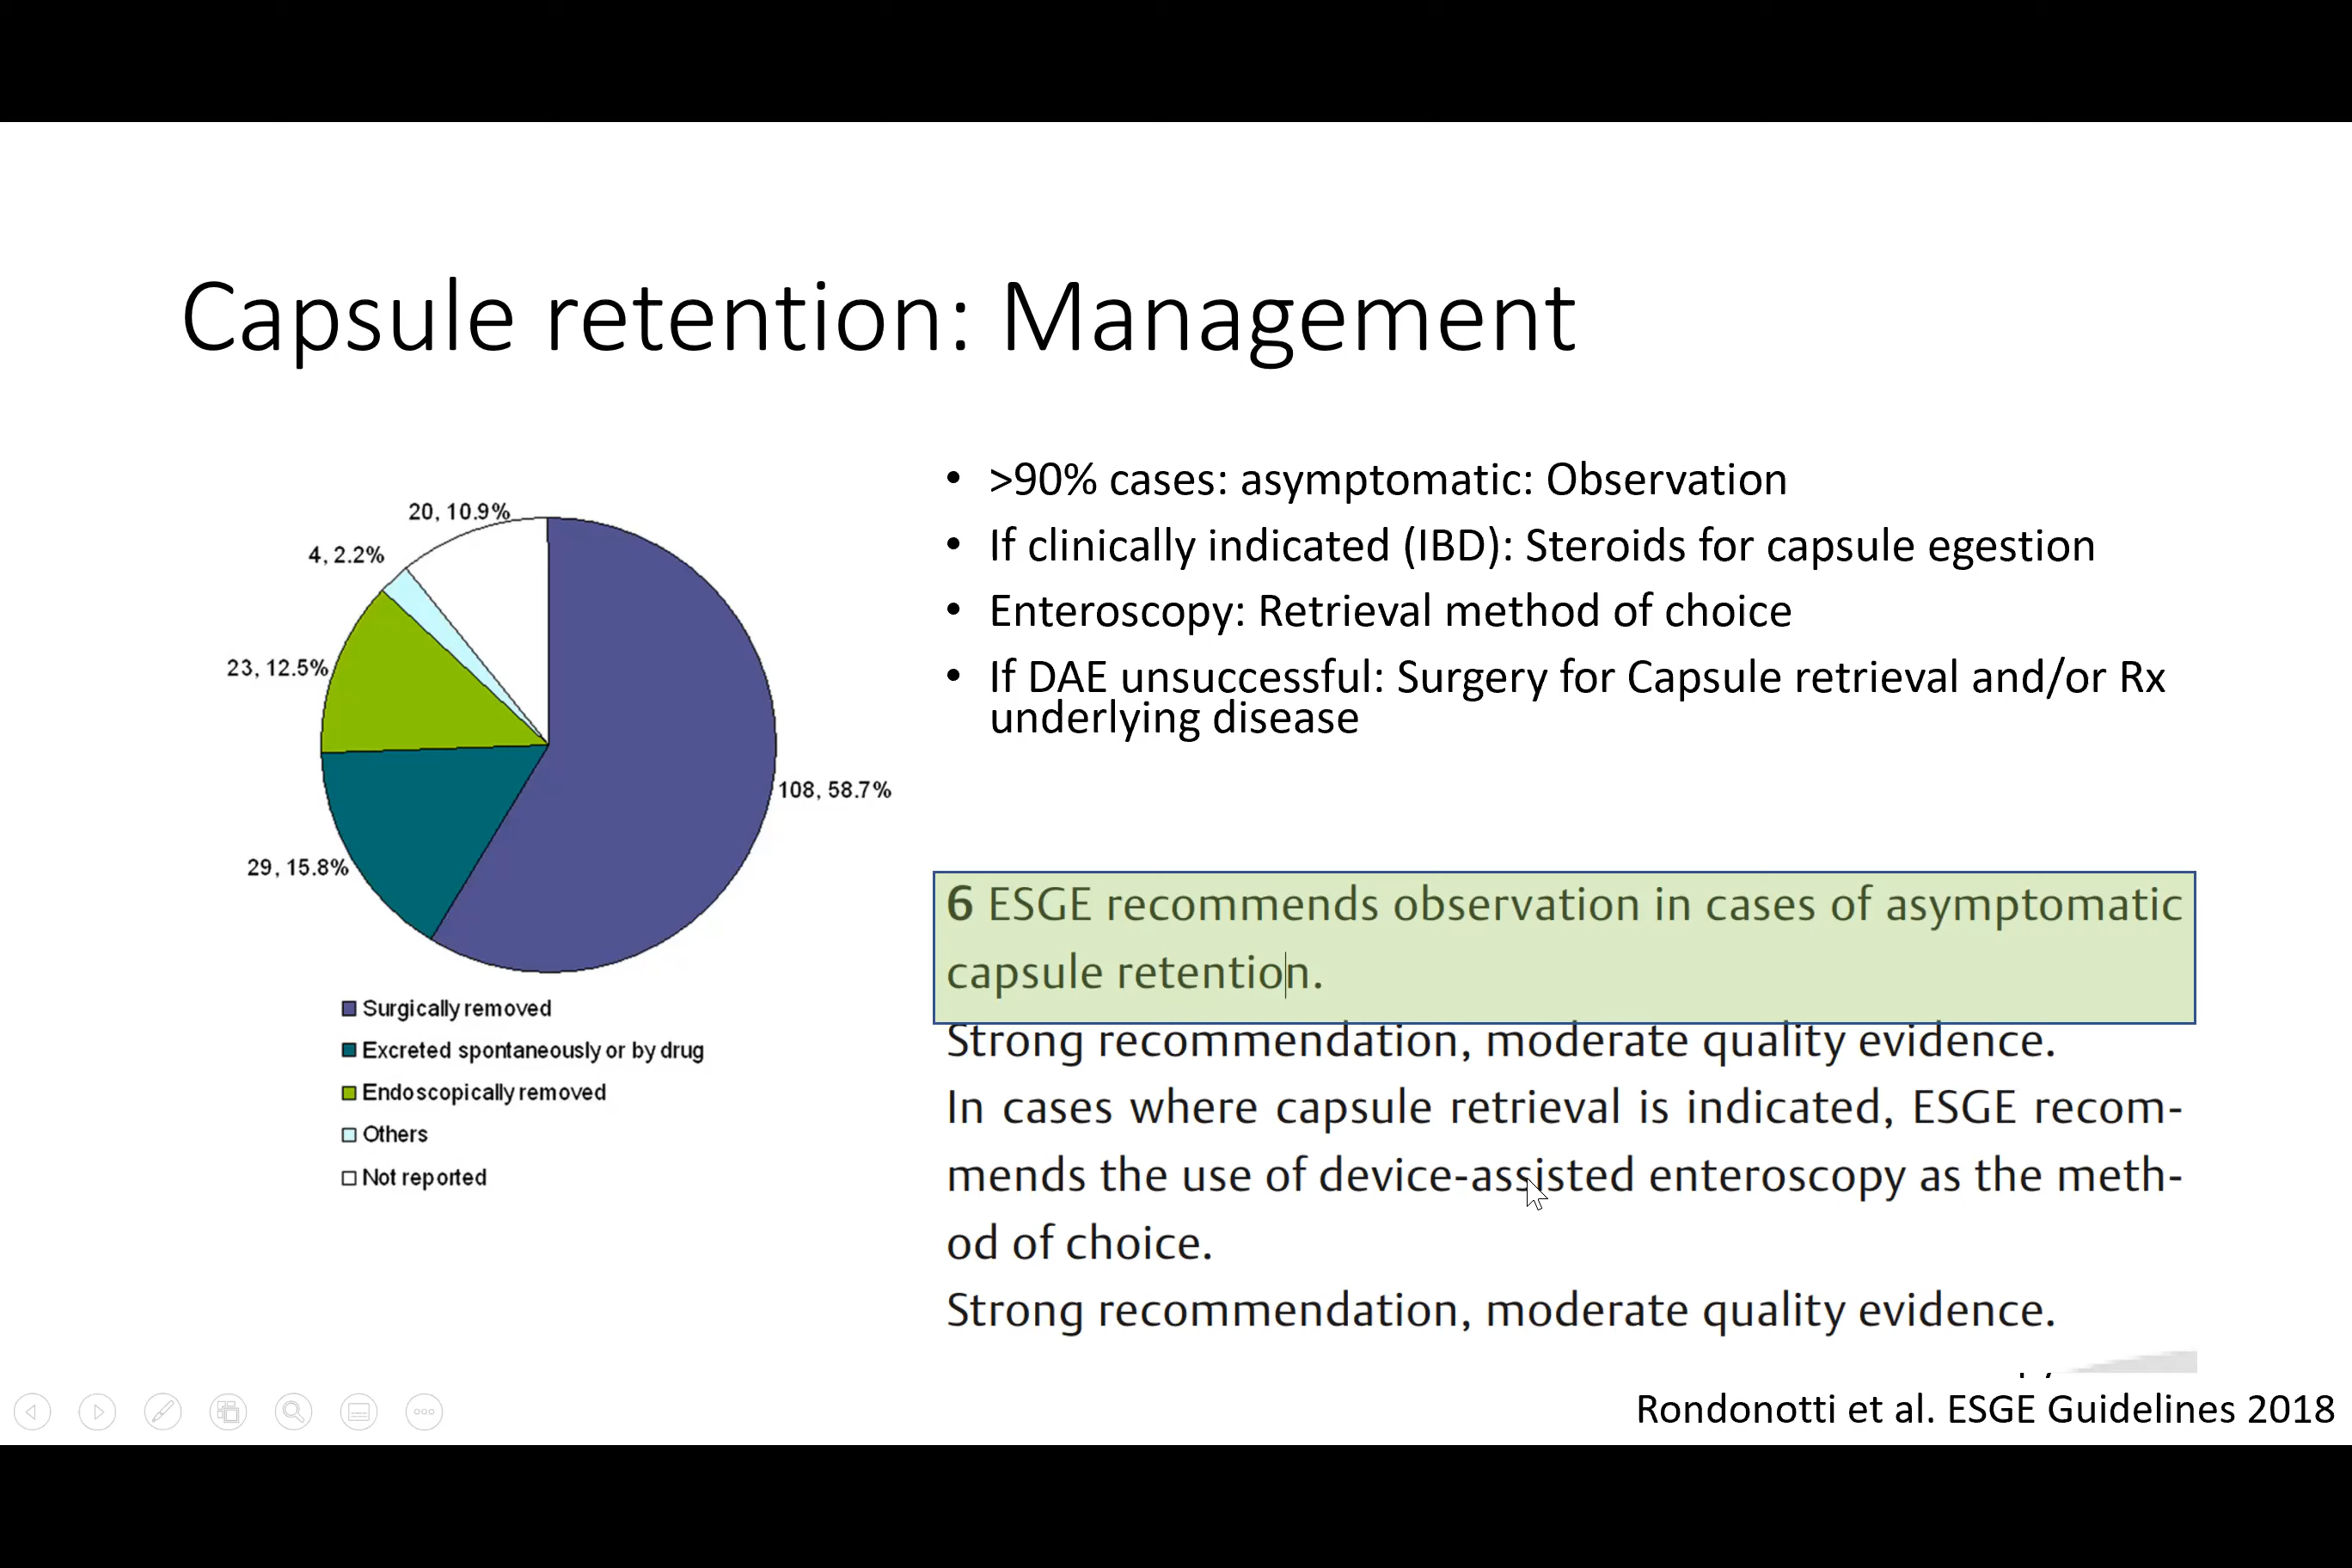 Capsule retention: Management
20, 10.9%
4, 2.2%
23, 12.5%
108, 58.7%
29, 15.8%
Surgically removed
Excreted spontaneously or by drug
Endoscopically removed
Others
Not reported
• >90% cases: asymptomatic: Observation
• If clinically indicated (IBD): Steroids for capsule egestion
• Enteroscopy: Retrieval method of choice
• If DAE unsuccessful: Surgery for Capsule retrieval and/or Rx
underlying disease
6 ESGE recommends observation in cases of asymptomatic
capsule retention.
Strong recommendation, moderate quality evidence.
In cases where capsule retrieval is indicated, ESGE recom-
mends the use of device-assisted enteroscopy as the meth-
od of choice.
Strong recommendation, moderate quality evidence.
Rondonotti et al. ESGE Guidelines 2018